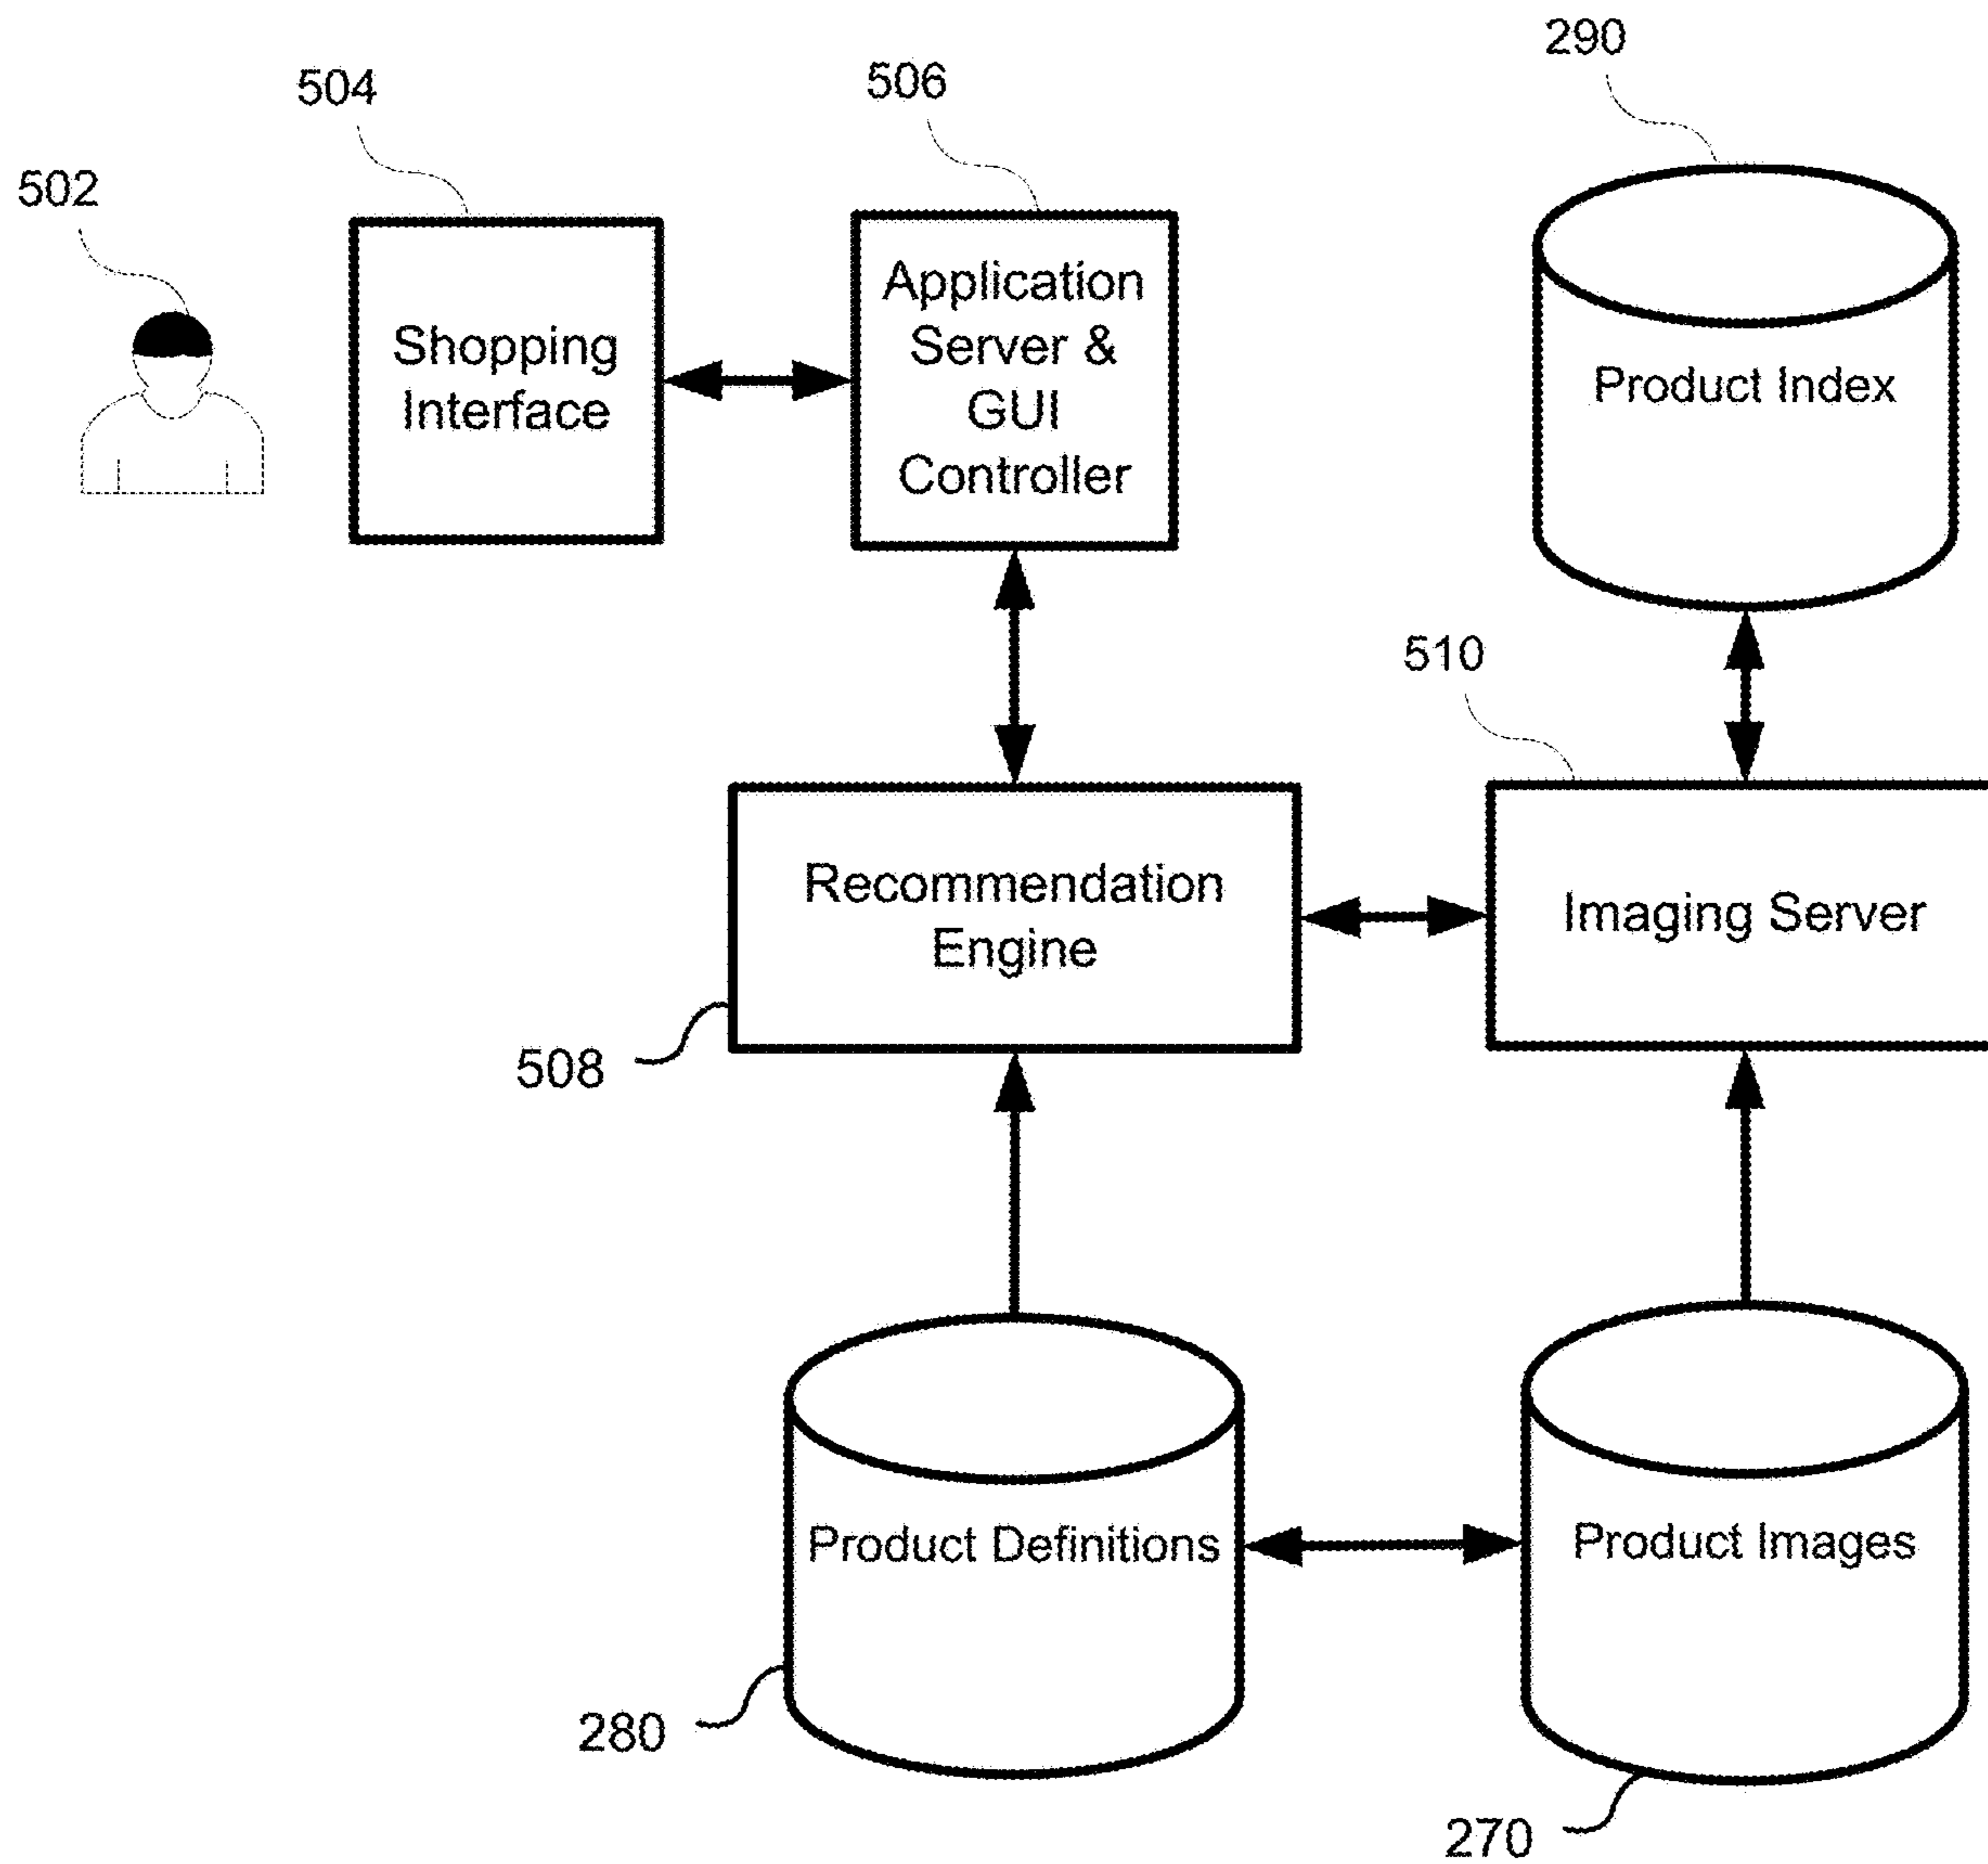 290
504
506
502
Shopping
Interface
Application
Server &
GUI
Controller
Product Index
510
Recommendation
Engine
Imaging Server
508
Product Definitions
Product Images
280
270